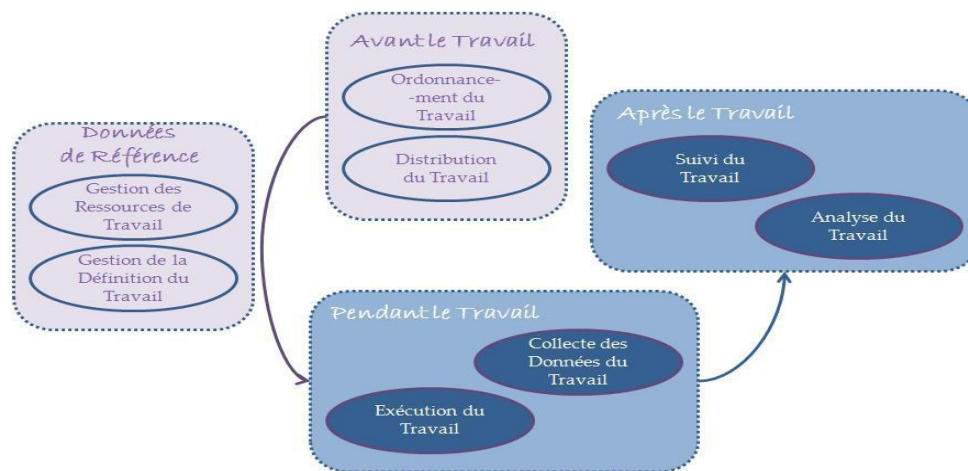 Données
de Référence
Gestion des
Ressources de
Travail
Gestion de la
Définition du
Travail
Avant le Travail
Ordonnance-
-ment du
Travail
Distribution
du Travail
Pendant le Travail
Collecte des
Données du
Travail
Exécution du
Travail
Après le Travail
Suivi du
Travail
Analyse du
Travail